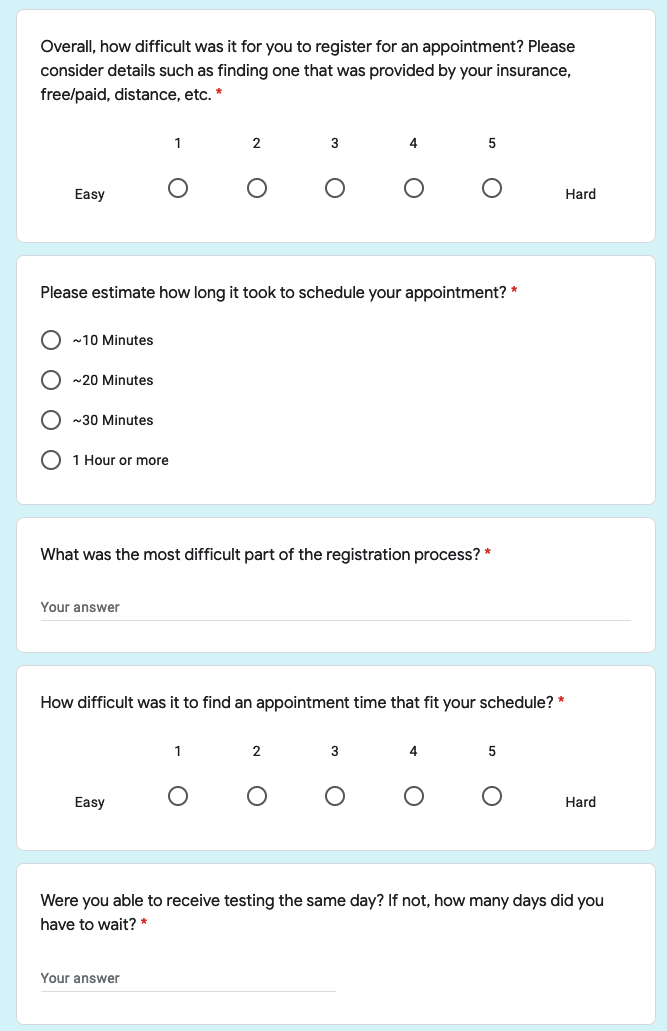 Overall, how difficult was it for you to register for an appointment? Please
consider details such as finding one that was provided by your insurance,
free/paid, distance, etc. *
1 2 3 4 5
Easy Hard
Please estimate how long it took to schedule your appointment? *
~10 Minutes
~20 Minutes
~30 Minutes
1 Hour or more
What was the most difficult part of the registration process? *
Your answer
How difficult was it to find an appointment time that fit your schedule? *
1 2 3 4 5
Easy Hard
Were you able to receive testing the same day? If not, how many days did you
have to wait? *
Your answer